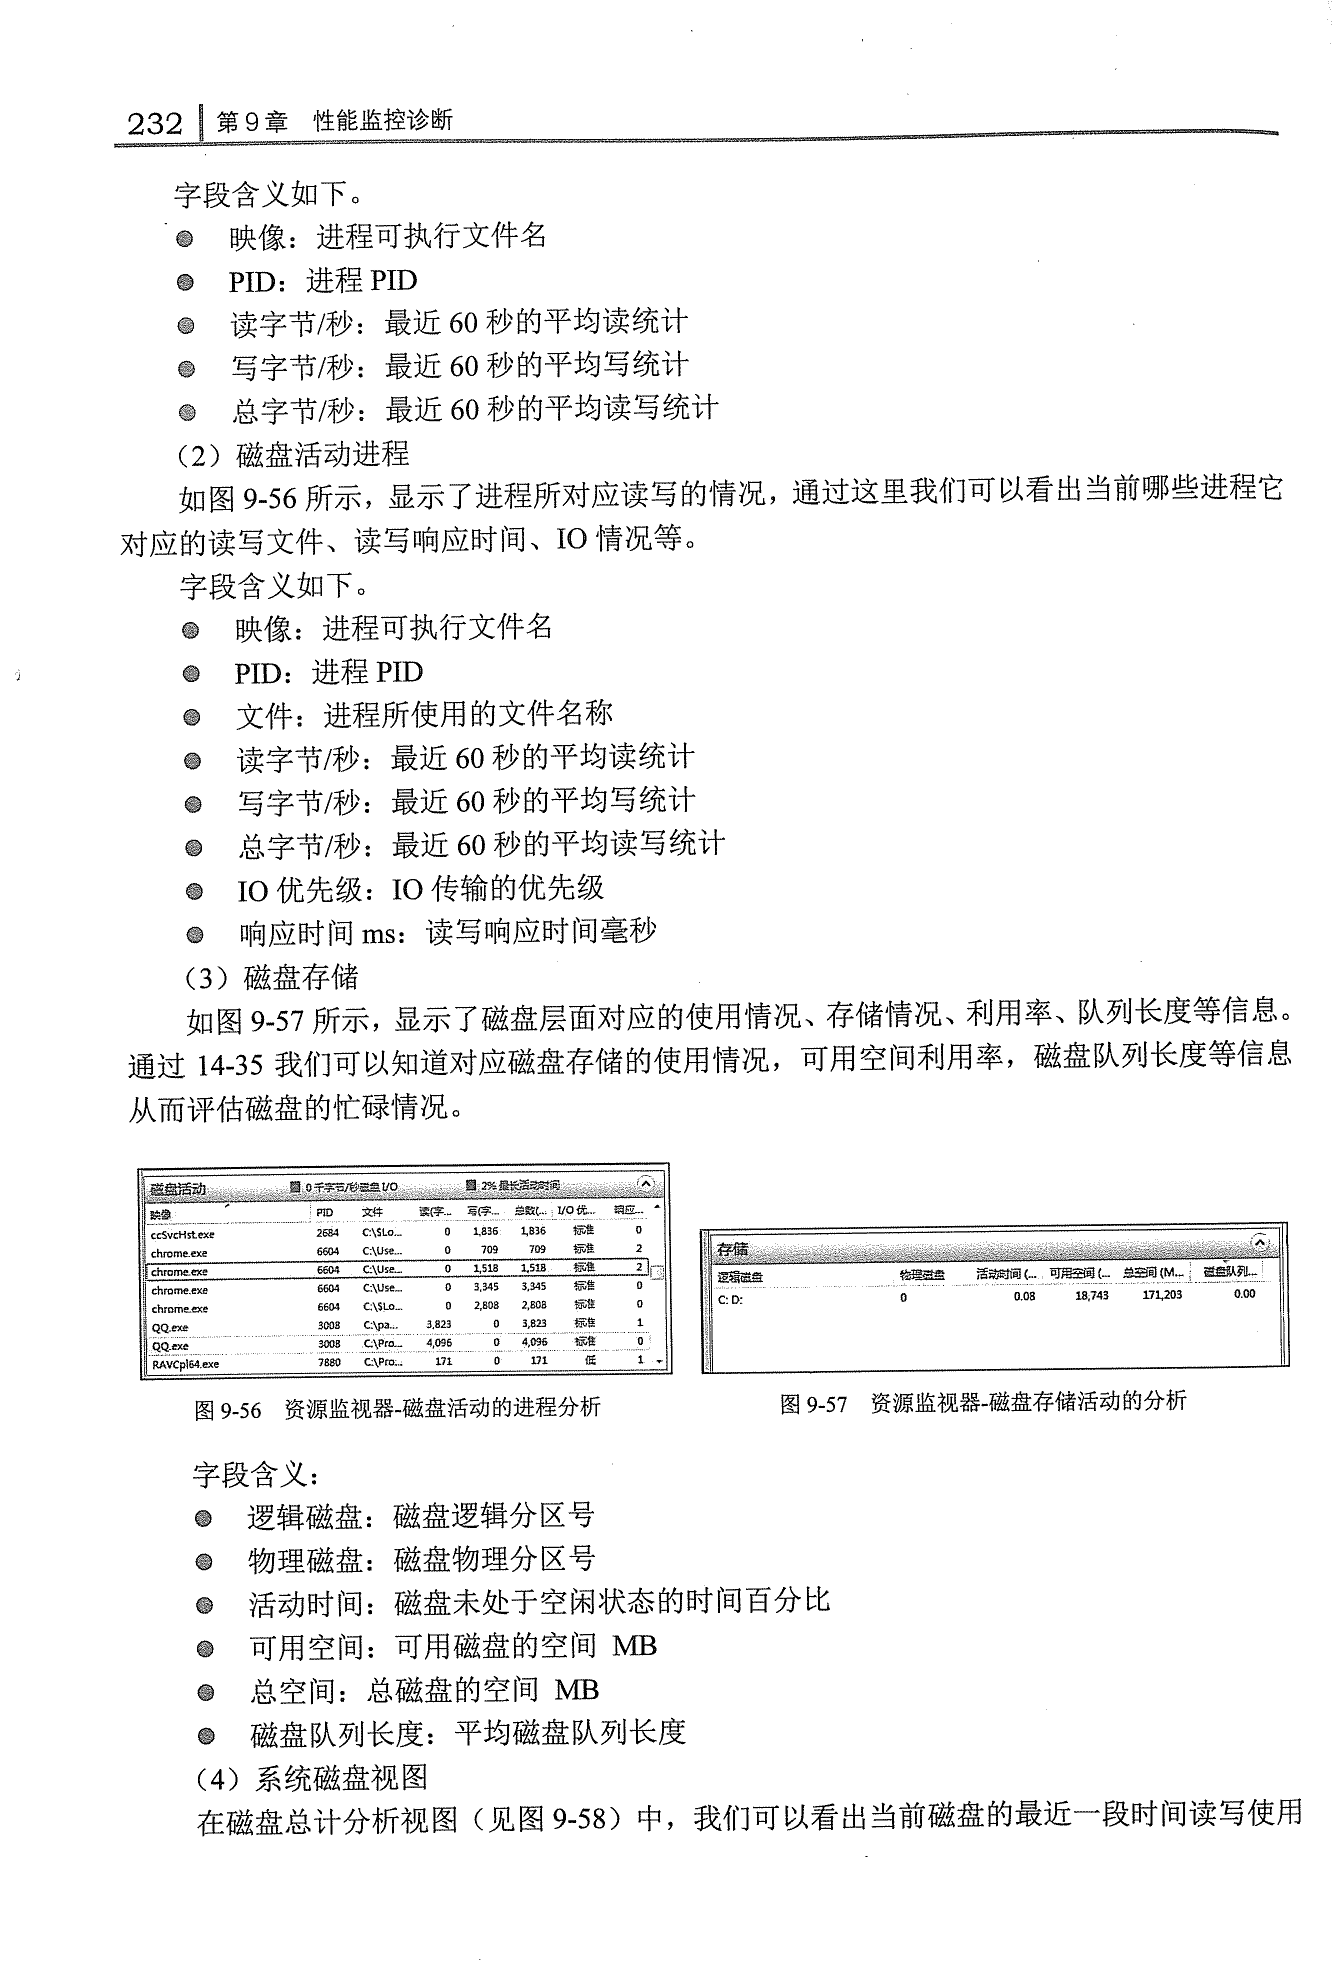 232 第9章 性能监控诊断
字段含义如下。
● 映像：进程可执行文件名
● PID：进程 PID
● 读字节/秒：最近 60 秒的平均读统计
● 写字节/秒：最近 60 秒的平均写统计
● 总字节/秒：最近 60 秒的平均读写统计
（2）磁盘活动进程
如图 9-56 所示，显示了进程所对应读写的情况，通过这里我们可以看出当前哪些进程它
对应的读写文件、读写响应时间、IO 情况等。
字段含义如下。
● 映像：进程可执行文件名
● PID：进程 PID
● 文件：进程所使用的文件名称
● 读字节/秒：最近 60 秒的平均读统计
● 写字节/秒：最近 60 秒的平均写统计
● 总字节/秒：最近 60 秒的平均读写统计
● IO 优先级：IO 传输的优先级
● 响应时间 ms：读写响应时间毫秒
（3）磁盘存储
如图 9-57 所示，显示了磁盘层面对应的使用情况、存储情况、利用率、队列长度等信息。
通过 14-35 我们可以知道对应磁盘存储的使用情况，可用空间利用率，磁盘队列长度等信息
从而评估磁盘的忙碌情况。
磁盘活动 0 千字节/秒磁盘 I/O 2% 最长活动时间
映像 PID 文件 读(字... 写(字... 总数(... I/O 优... 响应...
ccSvcHst.exe 2684 C:\$Lo... 0 1,836 1,836 标准 0
chrome.exe 6604 C:\Use... 0 709 709 标准 2
chrome.exe 6604 C:\Use... 0 1,518 1,518 标准 2
chrome.exe 6604 C:\Use... 0 3,345 3,345 标准 0
chrome.exe 6604 C:\$Lo... 0 2,808 2,808 标准 0
QQ.exe 3008 C:\pa... 3,823 0 3,823 标准 1
QQ.exe 3008 C:\Pro... 4,096 0 4,096 标准 0
RAVCpl64.exe 7880 C:\Pro... 171 0 171 低 1
图 9-56 资源监视器-磁盘活动的进程分析
存储
逻辑磁盘 物理磁盘 活动时间 (... 可用空间 (... 总空间 (M... 磁盘队列...
C: D: 0 0.08 18,743 171,203 0.00
图 9-57 资源监视器-磁盘存储活动的分析
字段含义：
● 逻辑磁盘：磁盘逻辑分区号
● 物理磁盘：磁盘物理分区号
● 活动时间：磁盘未处于空闲状态的时间百分比
● 可用空间：可用磁盘的空间 MB
● 总空间：总磁盘的空间 MB
● 磁盘队列长度：平均磁盘队列长度
（4）系统磁盘视图
在磁盘总计分析视图（见图 9-58）中，我们可以看出当前磁盘的最近一段时间读写使用